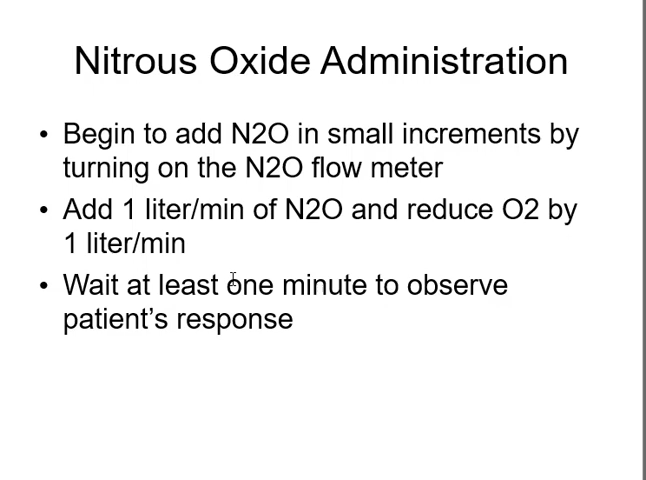 Nitrous Oxide Administration
• Begin to add N2O in small increments by
turning on the N2O flow meter
• Add 1 liter/min of N2O and reduce O2 by
1 liter/min
• Wait at least one minute to observe
patient’s response